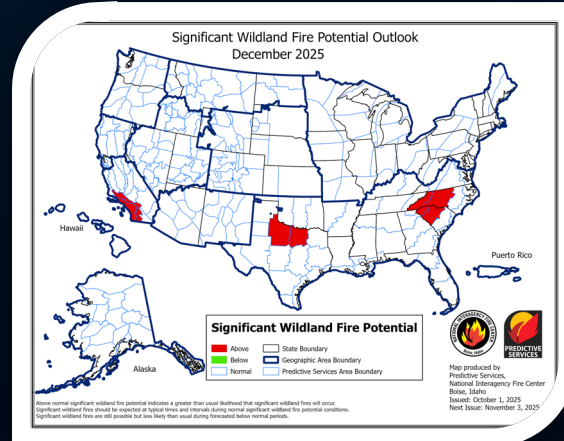 Significant Wildland Fire Potential Outlook
December 2025
Hawaii
Puerto Rico
Alaska
Significant Wildland Fire Potential
Above
Below
Normal
State Boundary
Geographic Area Boundary
Predictive Services Area Boundary
NATIONAL INTERAGENCY FIRE CENTER
Boise, Idaho
PREDICTIVE
SERVICES
Map produced by
Predictive Services,
National Interagency Fire Center
Boise, Idaho
Issued: October 1, 2025
Next Issue: November 3, 2025
Above normal significant wildland fire potential indicates a greater than usual likelihood that significant wildland fires will occur.
Significant wildland fires should be expected at typical times and intervals during normal significant wildland fire potential conditions.
Significant wildland fires are still possible but less likely than usual during forecasted below normal periods.